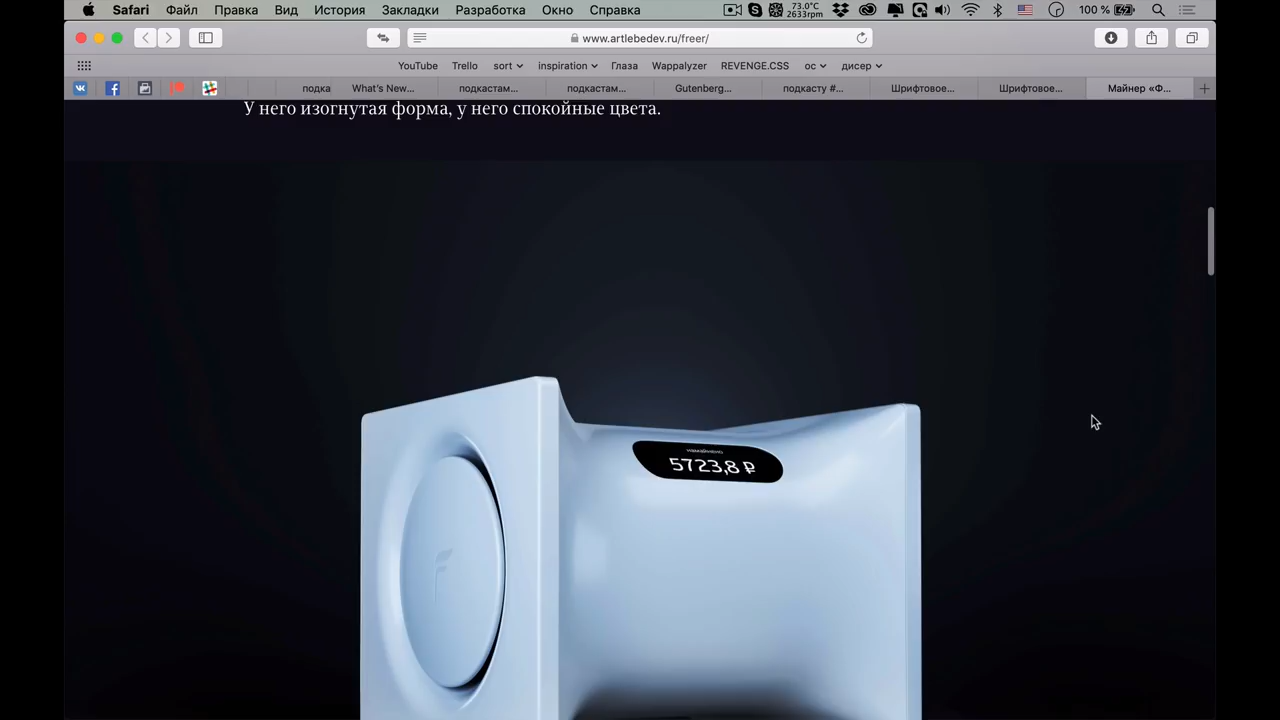 Safari Файл Правка Вид История Закладки Разработка Окно Справка 73.0°C 2633rpm 100 %
www.artlebedev.ru/freer/
YouTube Trello sort inspiration Глаза Wappalyzer REVENGE.CSS ос дисер
подка What's New... подкастам... подкастам... Gutenberg... подкасту #... Шрифтовое... Шрифтовое... Майнер «Ф...
У него изогнутая форма, у него спокойные цвета.
намайнено
5723,8 ₽